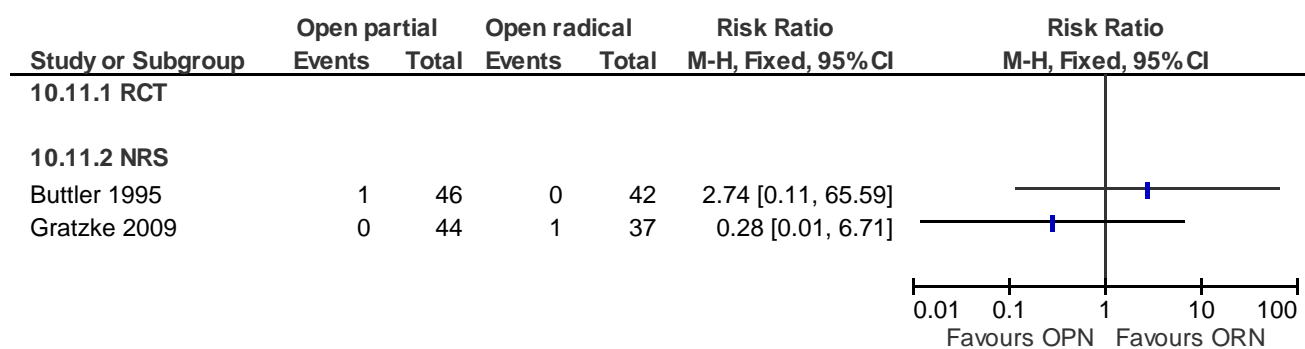 Open partial Open radical Risk Ratio Risk Ratio
Study or Subgroup Events Total Events Total M-H, Fixed, 95% CI M-H, Fixed, 95% CI
10.11.1 RCT
10.11.2 NRS
Buttler 1995 1 46 0 42 2.74 [0.11, 65.59]
Gratzke 2009 0 44 1 37 0.28 [0.01, 6.71]
0.01 0.1 1 10 100
Favours OPN Favours ORN